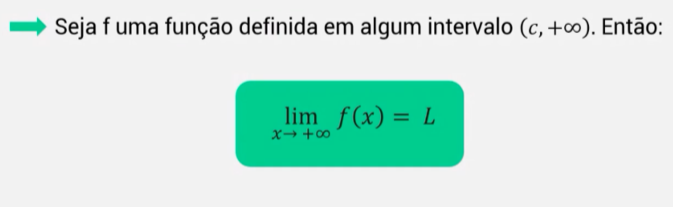 Seja f uma função definida em algum intervalo (c, +∞). Então:
lim f(x) = L
x→ +∞